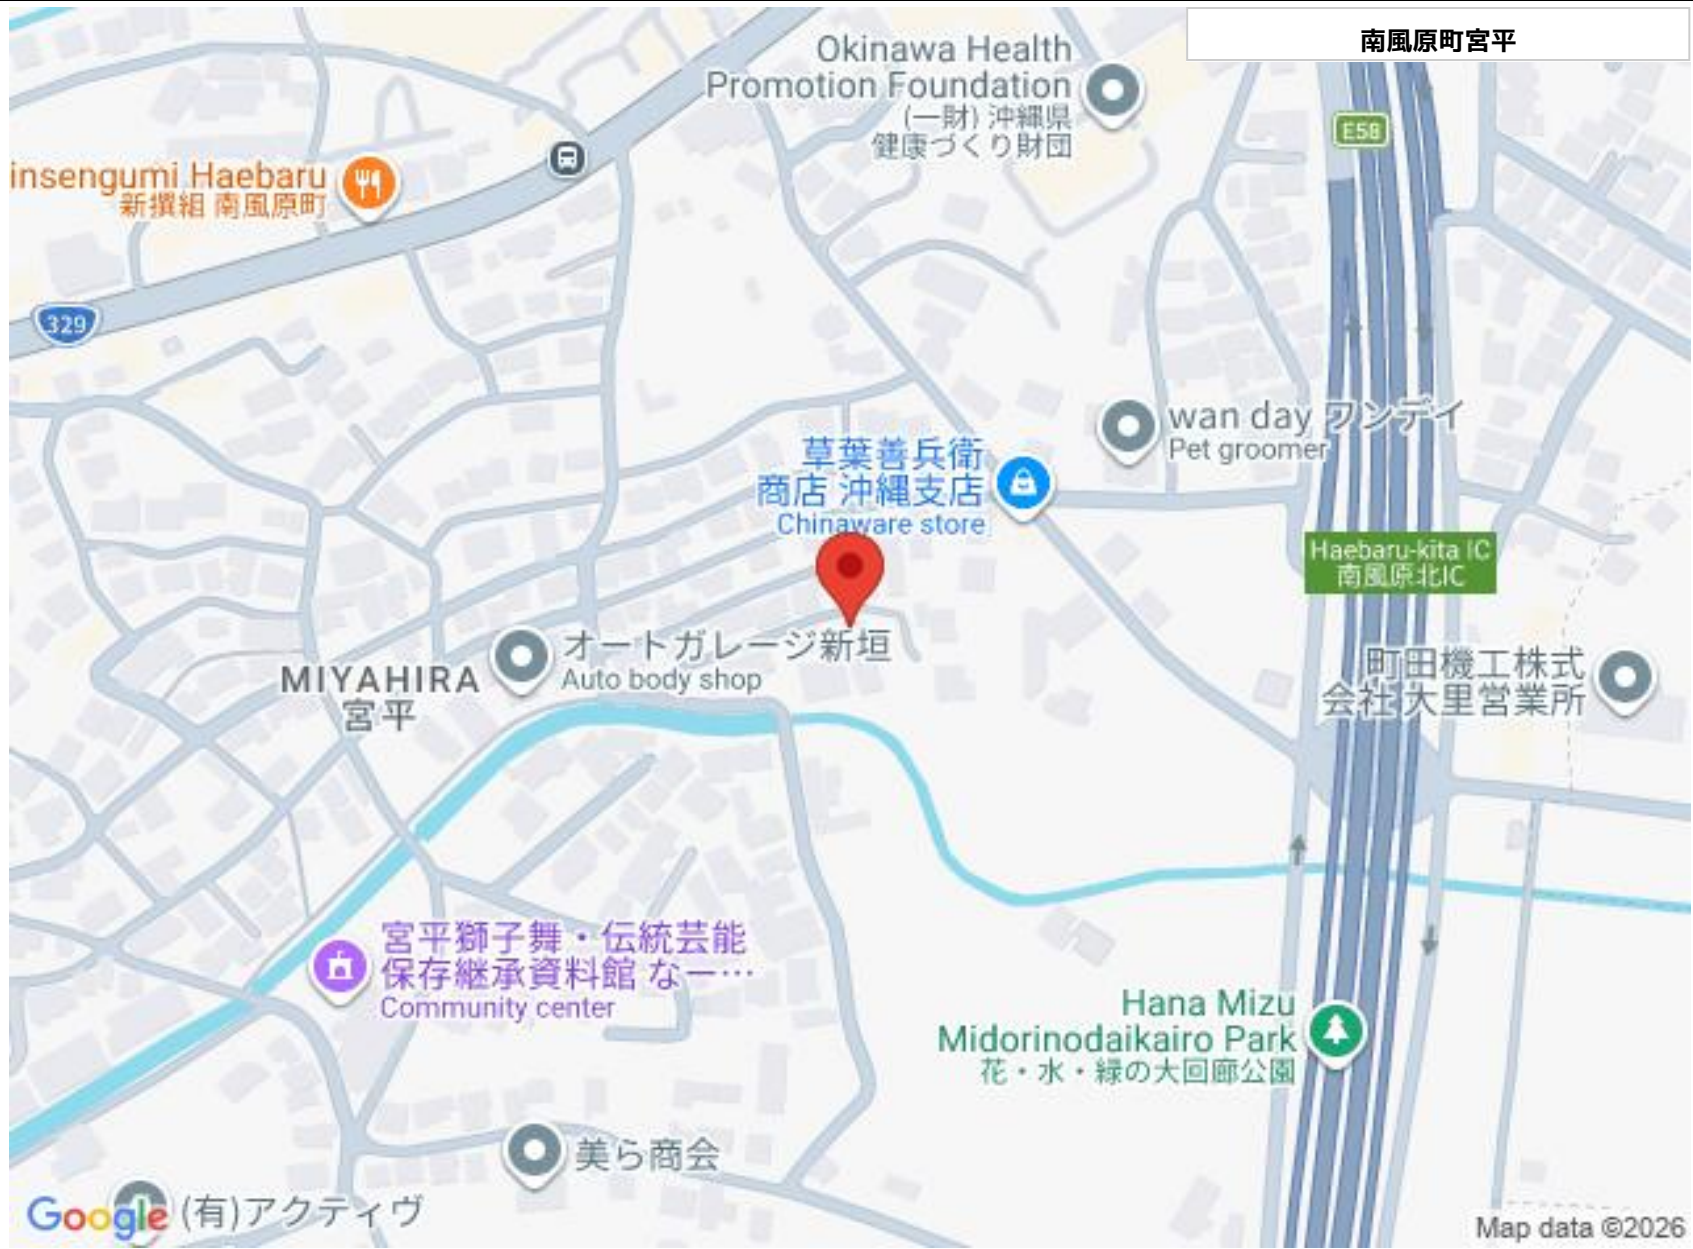 南風原町宮平
Okinawa Health
Promotion Foundation
(一財) 沖縄県
健康づくり財団
E58
insengumi Haebaru
新撰組 南風原町
329
wan day ワンデイ
Pet groomer
草葉善兵衛
商店 沖縄支店
Chinaware store
Haebaru-kita IC
南風原北IC
オートガレージ新垣
Auto body shop
MIYAHIRA
宮平
町田機工株式
会社 大里営業所
宮平獅子舞・伝統芸能
保存継承資料館 なー…
Community center
Hana Mizu
Midorinodaikairo Park
花・水・緑の大回廊公園
美ら商会
(有)アクティヴ
Google
Map data ©2026